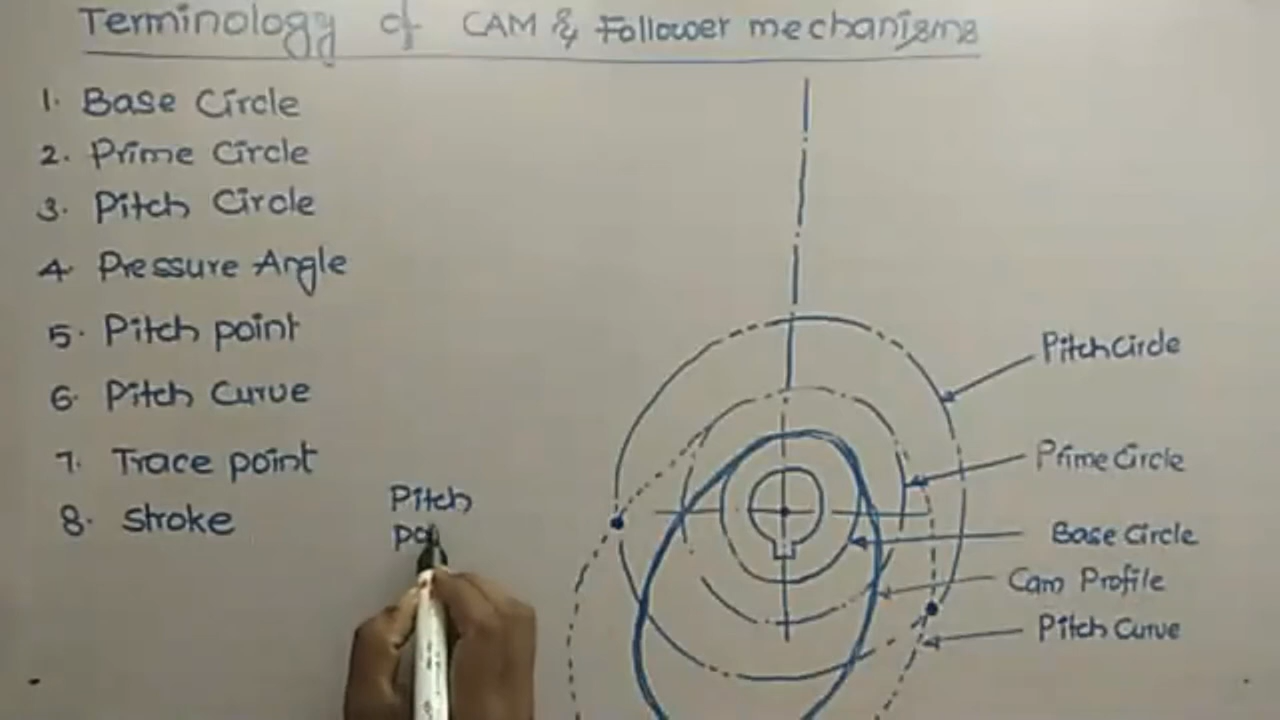 Terminology of CAM & Follower mechanisms
1. Base Circle
2. Prime Circle
3. Pitch Circle
4. Pressure Angle
5. Pitch point
6. Pitch Curve
7. Trace point
8. Stroke
Pitch
po
Pitch Circle
Prime Circle
Base Circle
Cam Profile
Pitch Curve